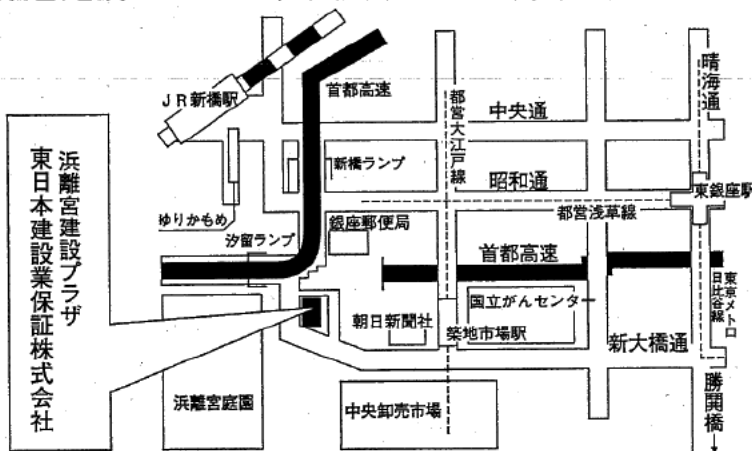 浜離宮建設プラザ
東日本建設業保証株式会社
JR新橋駅
首都高速
都営大江戸線
中央通
晴海通
新橋ランプ
昭和通
東銀座駅
ゆりかもめ
汐留ランプ
銀座郵便局
都営浅草線
首都高速
東京メトロ
日比谷線
国立がんセンター
朝日新聞社
築地市場駅
新大橋通
浜離宮庭園
中央卸売市場
勝開橋